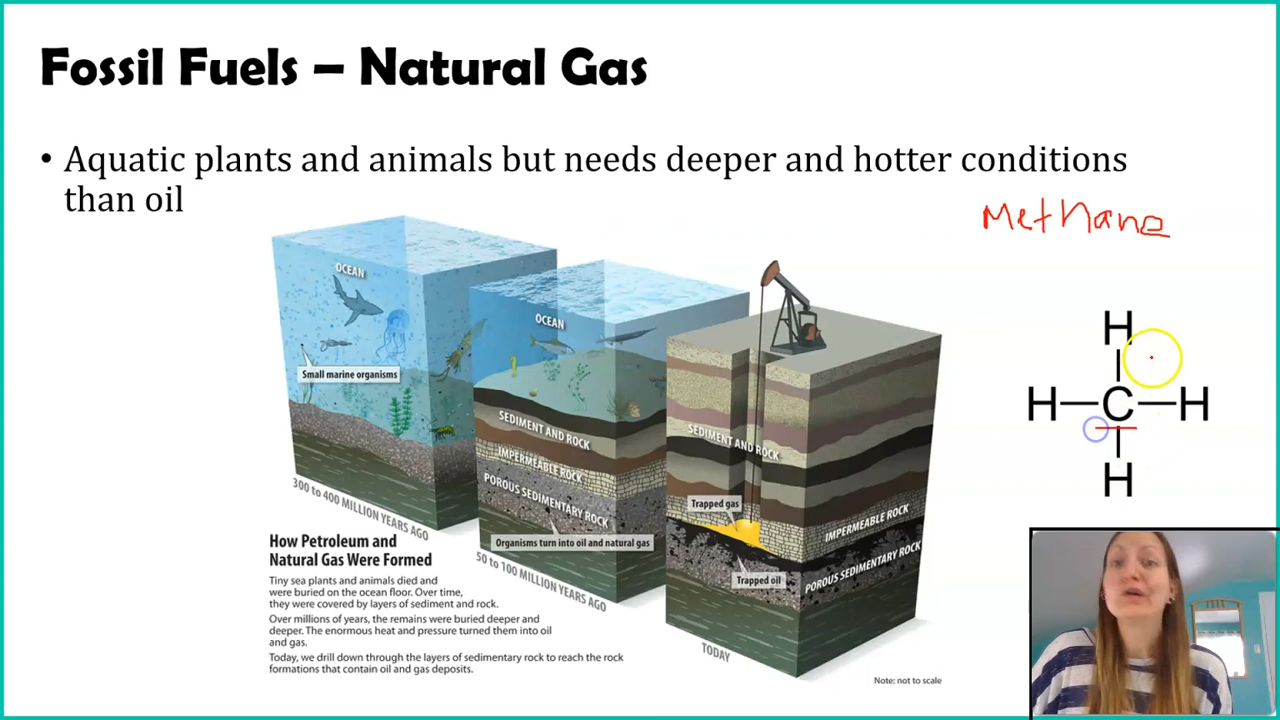 Fossil Fuels – Natural Gas
• Aquatic plants and animals but needs deeper and hotter conditions
than oil
Methane
OCEAN
Small marine organisms
300 to 400 MILLION YEARS AGO
OCEAN
SEDIMENT AND ROCK
IMPERMEABLE ROCK
POROUS SEDIMENTARY ROCK
Organisms turn into oil and natural gas
50 to 100 MILLION YEARS AGO
SEDIMENT AND ROCK
Trapped gas
IMPERMEABLE ROCK
POROUS SEDIMENTARY ROCK
Trapped oil
TODAY
How Petroleum and
Natural Gas Were Formed
Tiny sea plants and animals died and
were buried on the ocean floor. Over time,
they were covered by layers of sediment and rock.
Over millions of years, the remains were buried deeper and
deeper. The enormous heat and pressure turned them into oil
and gas.
Today, we drill down through the layers of sedimentary rock to reach the rock
formations that contain oil and gas deposits.
Note: not to scale
H
H C H
H